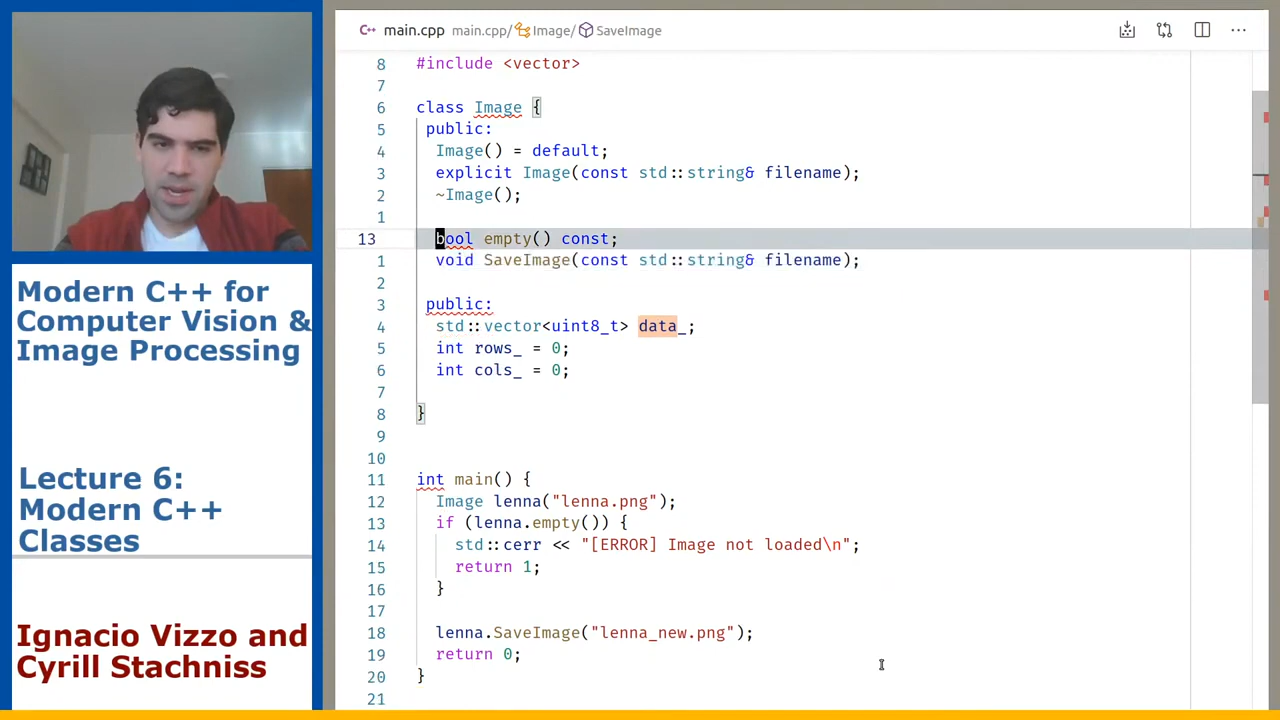 main.cpp main.cpp/Image/SaveImage
8 #include <vector>
7
6 class Image {
5 public:
4 Image() = default;
3 explicit Image(const std::string& filename);
2 ~Image();
1
13 bool empty() const;
1 void SaveImage(const std::string& filename);
2
3 public:
4 std::vector<uint8_t> data_;
5 int rows_ = 0;
6 int cols_ = 0;
7
8 }
9
10
11 int main() {
12 Image lenna("lenna.png");
13 if (lenna.empty()) {
14 std::cerr << "[ERROR] Image not loaded\n";
15 return 1;
16 }
17
18 lenna.SaveImage("lenna_new.png");
19 return 0;
20 }
21
Modern C++ for
Computer Vision &
Image Processing
Lecture 6:
Modern C++
Classes
Ignacio Vizzo and
Cyrill Stachniss